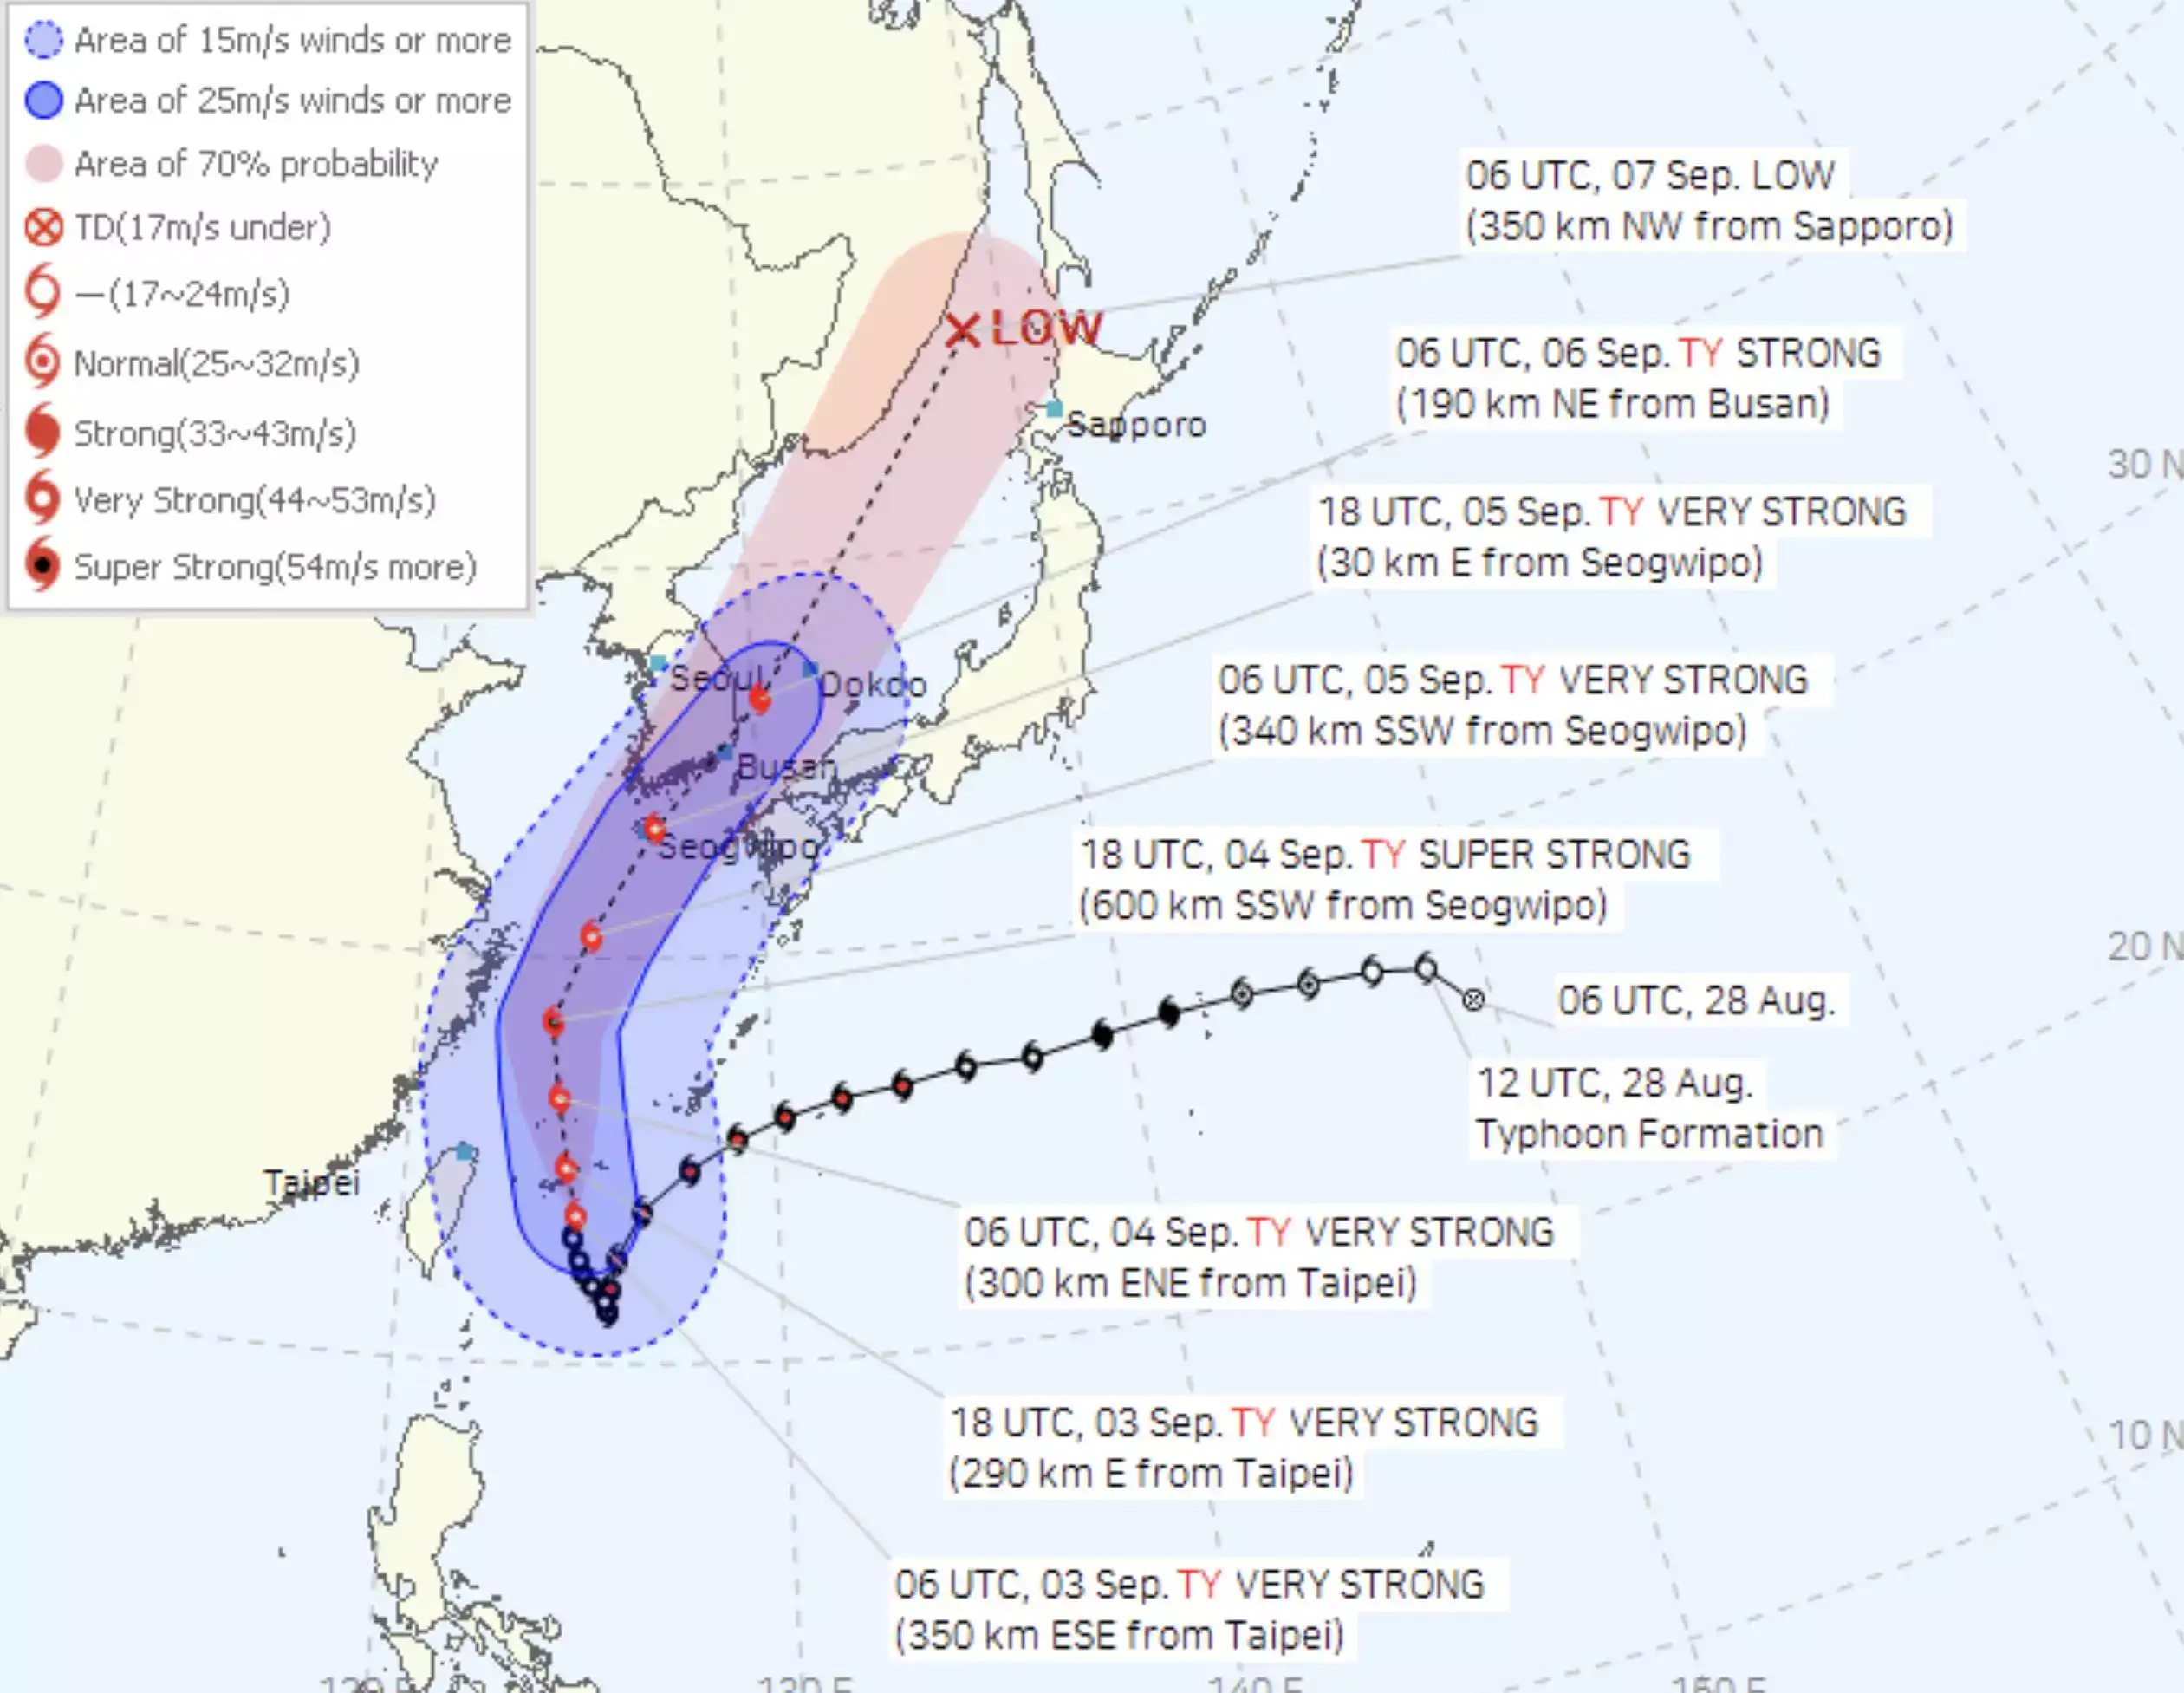 Area of 15m/s winds or more
Area of 25m/s winds or more
Area of 70% probability
TD(17m/s under)
—(17~24m/s)
Normal(25~32m/s)
Strong(33~43m/s)
Very Strong(44~53m/s)
Super Strong(54m/s more)
06 UTC, 07 Sep. LOW
(350 km NW from Sapporo)
LOW
06 UTC, 06 Sep. TY STRONG
(190 km NE from Busan)
Sapporo
30 N
18 UTC, 05 Sep. TY VERY STRONG
(30 km E from Seogwipo)
Seoul
Dokdo
06 UTC, 05 Sep. TY VERY STRONG
(340 km SSW from Seogwipo)
Busan
Seogwipo
18 UTC, 04 Sep. TY SUPER STRONG
(600 km SSW from Seogwipo)
20 N
06 UTC, 28 Aug.
12 UTC, 28 Aug.
Typhoon Formation
Taipei
06 UTC, 04 Sep. TY VERY STRONG
(300 km ENE from Taipei)
18 UTC, 03 Sep. TY VERY STRONG
(290 km E from Taipei)
10 N
06 UTC, 03 Sep. TY VERY STRONG
(350 km ESE from Taipei)
120 E
130 E
140 E
150 E